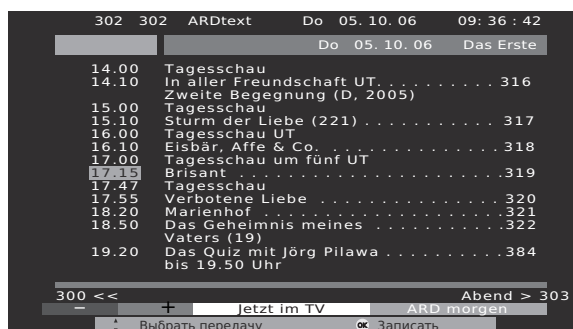 302 302 ARDtext Do 05. 10. 06 09: 36 : 42
Do 05. 10. 06 Das Erste
14.00 Tagesschau
14.10 In aller Freundschaft UT. . . . . . . . . . 316
Zweite Begegnung (D, 2005)
15.00 Tagesschau
15.10 Sturm der Liebe (221) . . . . . . . . . . . 317
16.00 Tagesschau UT
16.10 Eisbär, Affe & Co. . . . . . . . . . . . . . . 318
17.00 Tagesschau um fünf UT
17.15 Brisant . . . . . . . . . . . . . . . . . . . . .319
17.47 Tagesschau
17.55 Verbotene Liebe . . . . . . . . . . . . . . . 320
18.20 Marienhof . . . . . . . . . . . . . . . . . .321
18.50 Das Geheimnis meines . . . . . . . . . .322
Vaters (19)
19.20 Das Quiz mit Jörg Pilawa . . . . . . . . . .384
bis 19.50 Uhr
300 << Abend > 303
− + Jetzt im TV ARD morgen
Выбрать передачу OK Записать